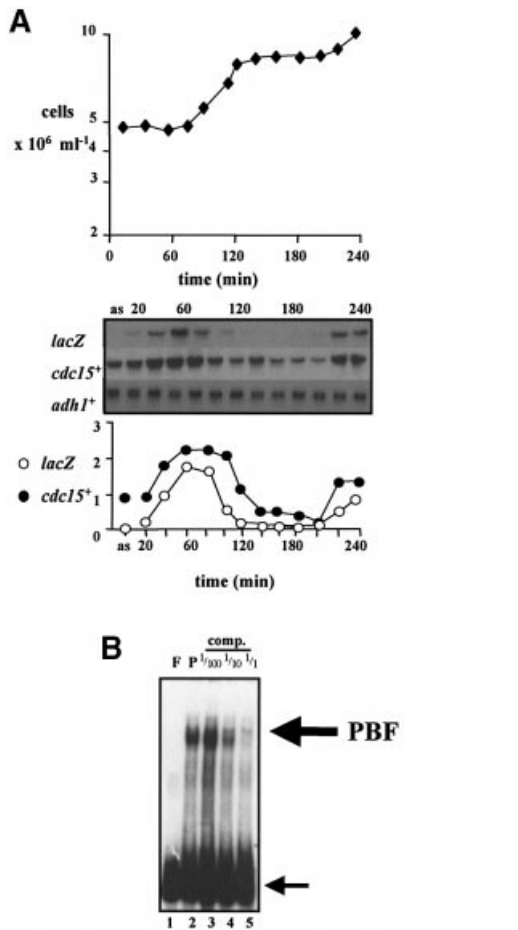 A
10
cells
5
x 10⁶ ml⁻¹
4
3
2
0 60 120 180 240
time (min)
as 20 60 120 180 240
lacZ
cdc15⁺
adh1⁺
3
2
1
0
○ lacZ
● cdc15⁺
as 20 60 120 180 240
time (min)
B
comp.
F P 1/100 1/10 1/1
PBF
1 2 3 4 5